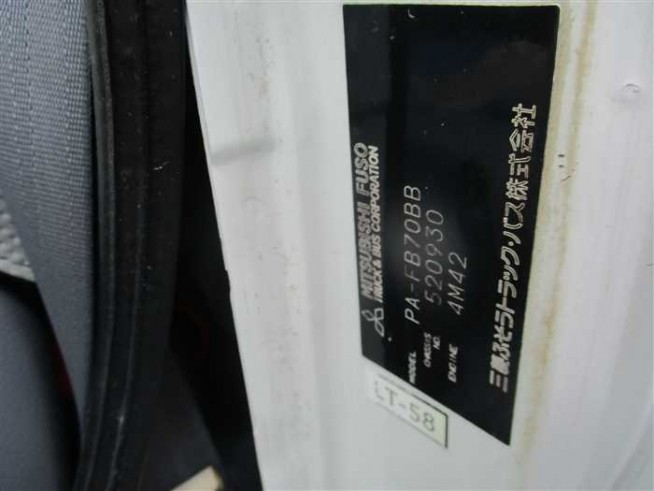 MITSUBISHI FUSO
TRUCK & BUS CORPORATION
MODEL PA-FB70BB
CHASSIS NO. 520930
ENGINE 4M42
三菱ふそうトラック・バス株式会社
LT-58